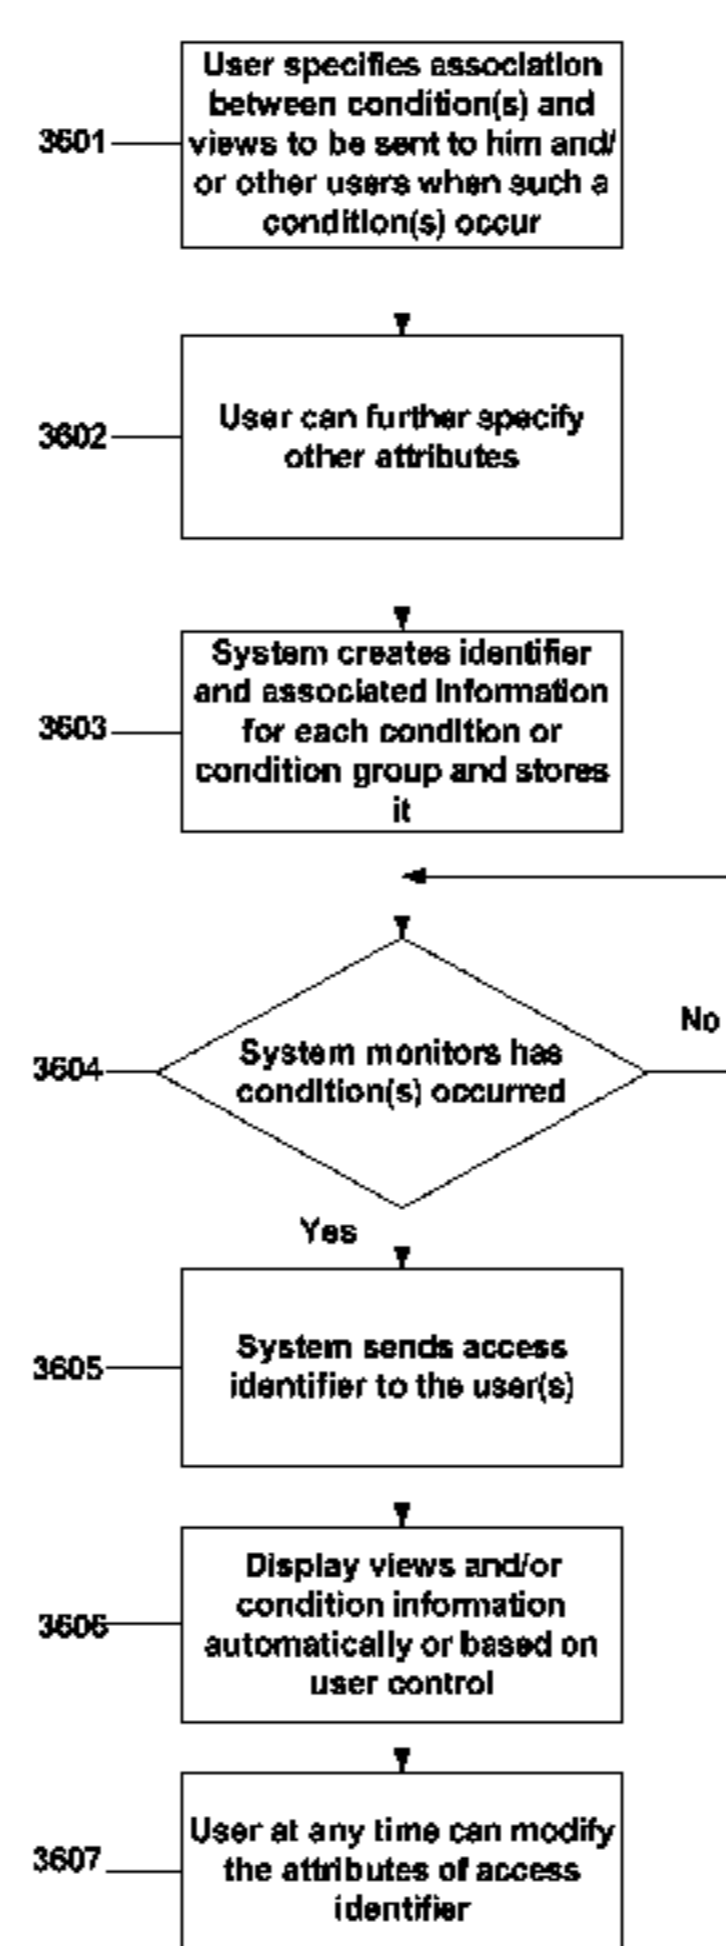 User specifies association
between condition(s) and
3601
views to be sent to him and/
or other users when such a
condition(s) occur
User can further specify
3602
other attributes
System creates identifier
and associated information
3603
for each condition or
condition group and stores
it
No
System monitors has
3604
condition(s) occurred
Yes
System sends access
3605
identifier to the user(s)
Display views and/or
condition information
3606
automatically or based on
user control
User at any time can modify
3607
the attributes of access
identifier